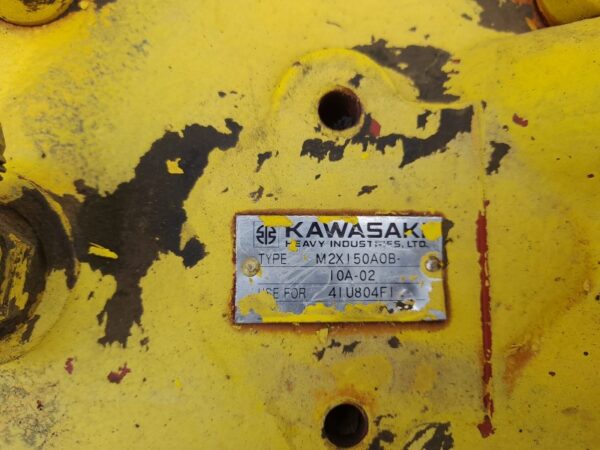 KAWASAKI
HEAVY INDUSTRIES, LTD.
TYPE M2X150A0B-
10A-02
USE FOR 41U804F1